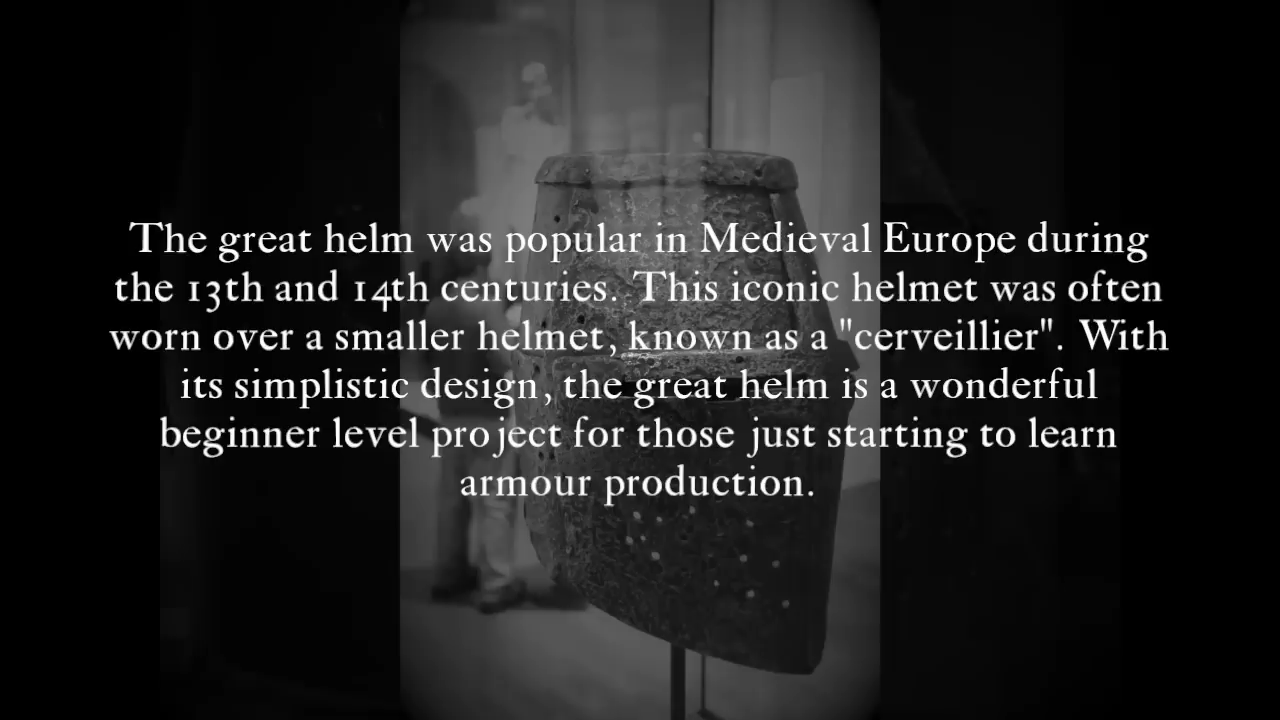 The great helm was popular in Medieval Europe during
the 13th and 14th centuries. This iconic helmet was often
worn over a smaller helmet, known as a "cerveillier". With
its simplistic design, the great helm is a wonderful
beginner level project for those just starting to learn
armour production.